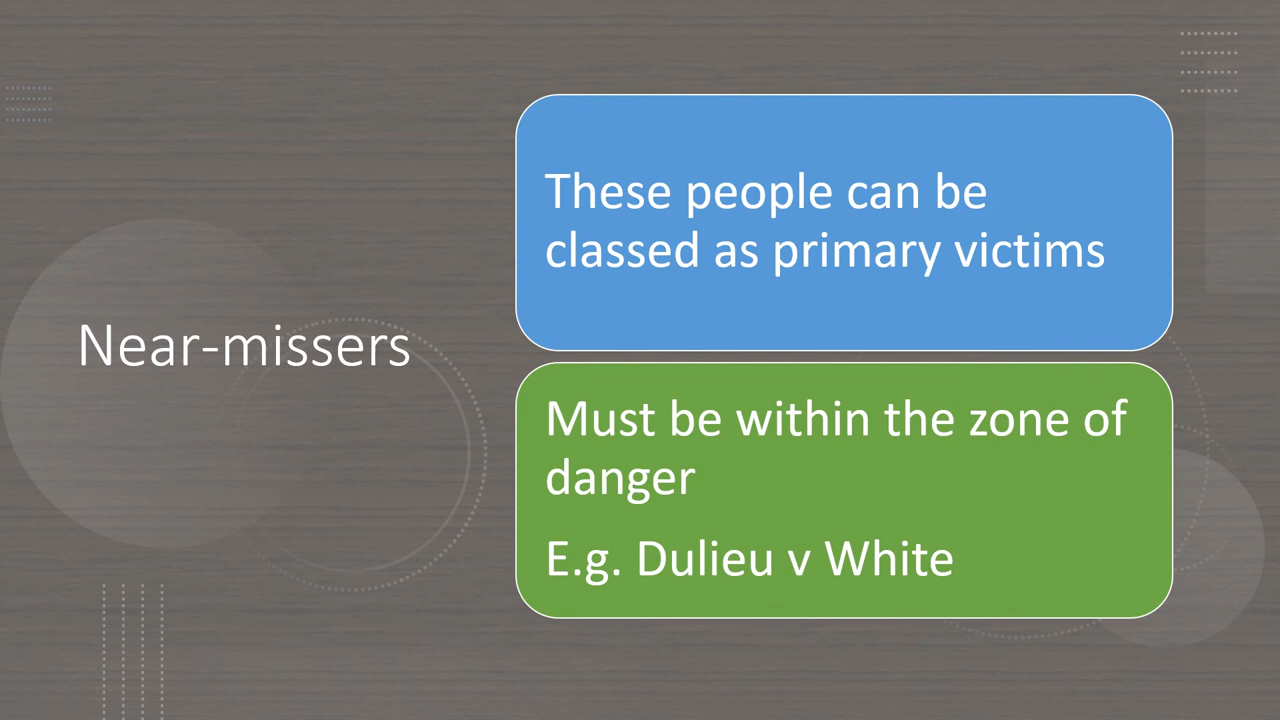 Near-missers
These people can be
classed as primary victims
Must be within the zone of
danger
E.g. Dulieu v White